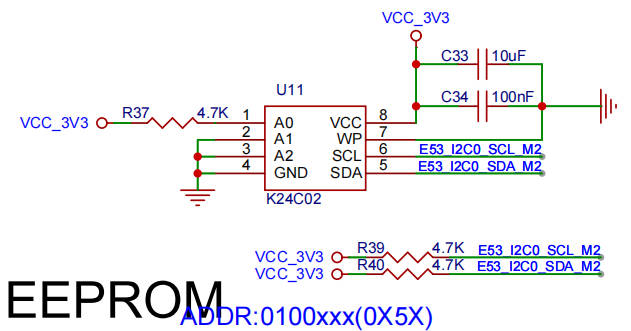 VCC_3V3
C33 10uF
U11
C34 100nF
R37 4.7K
VCC_3V3
1 A0 VCC 8
2 A1 WP 7
3 A2 SCL 6 E53_I2C0_SCL_M2
4 GND SDA 5 E53_I2C0_SDA_M2
K24C02
VCC_3V3 R39 4.7K E53_I2C0_SCL_M2
VCC_3V3 R40 4.7K E53_I2C0_SDA_M2
EEPROM
ADDR:0100xxx(0X5X)